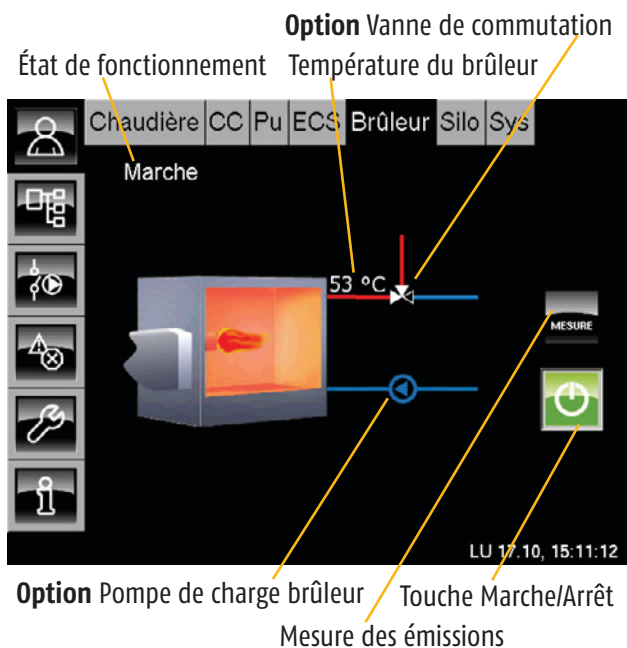 Option Vanne de commutation
État de fonctionnement Température du brûleur
Chaudière CC Pu ECS Brûleur Silo Sys
Marche
53 °C
MESURE
LU 17.10, 15:11:12
Option Pompe de charge brûleur Touche Marche/Arrêt
Mesure des émissions